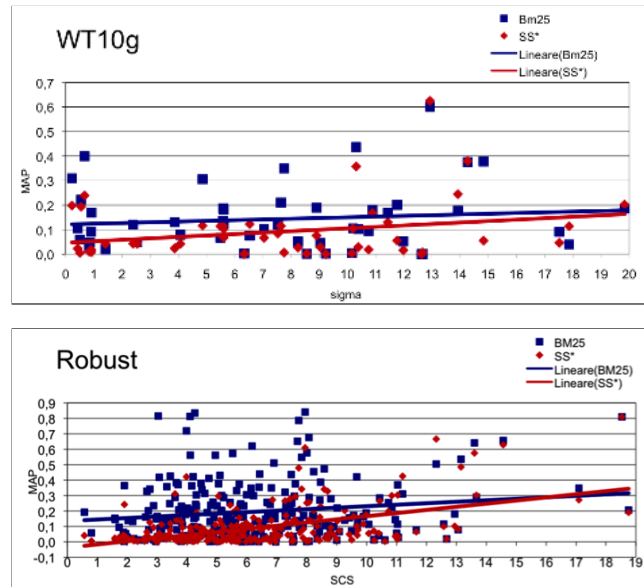 WT10g
Bm25
SS*
Lineare(Bm25)
Lineare(SS*)
0,7
0,6
0,5
0,4
0,3
0,2
0,1
0,0
MAP
0 1 2 3 4 5 6 7 8 9 10 11 12 13 14 15 16 17 18 19 20
sigma
Robust
BM25
SS*
Lineare(BM25)
Lineare(SS*)
0,9
0,8
0,7
0,6
0,5
0,4
0,3
0,2
0,1
0
-0,1
MAP
0 1 2 3 4 5 6 7 8 9 10 11 12 13 14 15 16 17 18 19
SCS